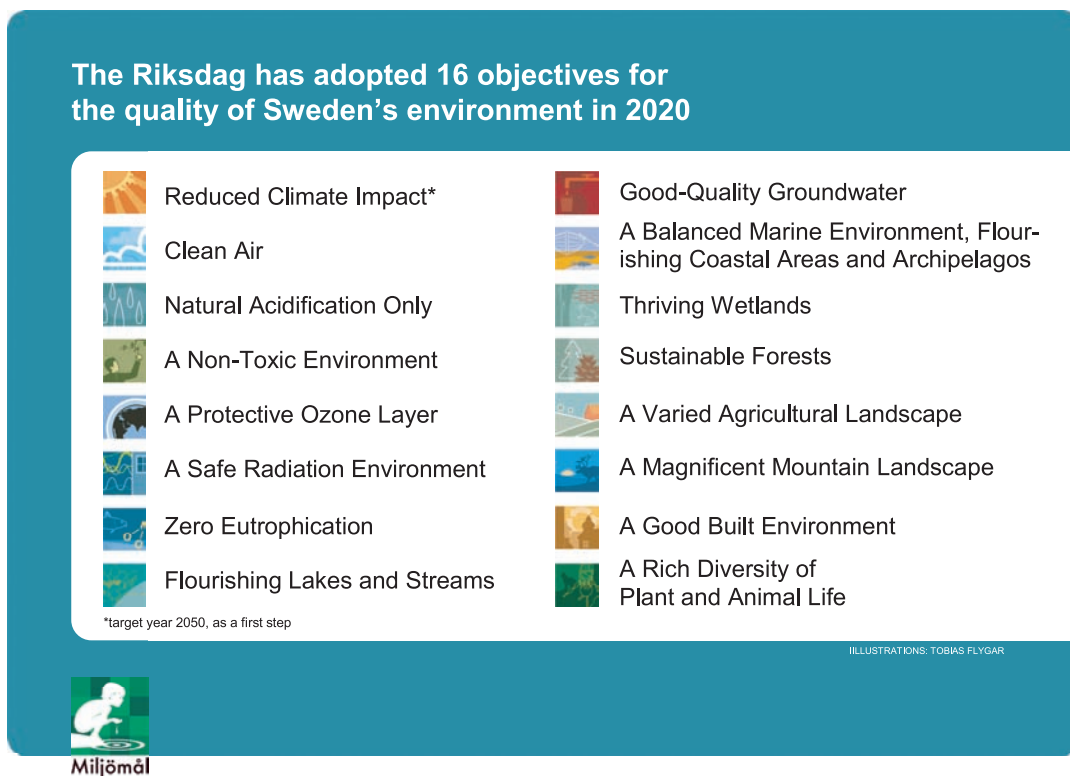 The Riksdag has adopted 16 objectives for
the quality of Sweden's environment in 2020
Reduced Climate Impact*
Clean Air
Natural Acidification Only
A Non-Toxic Environment
A Protective Ozone Layer
A Safe Radiation Environment
Zero Eutrophication
Flourishing Lakes and Streams
*target year 2050, as a first step
Good-Quality Groundwater
A Balanced Marine Environment, Flour-
ishing Coastal Areas and Archipelagos
Thriving Wetlands
Sustainable Forests
A Varied Agricultural Landscape
A Magnificent Mountain Landscape
A Good Built Environment
A Rich Diversity of
Plant and Animal Life
IILLUSTRATIONS: TOBIAS FLYGAR
Miljömål